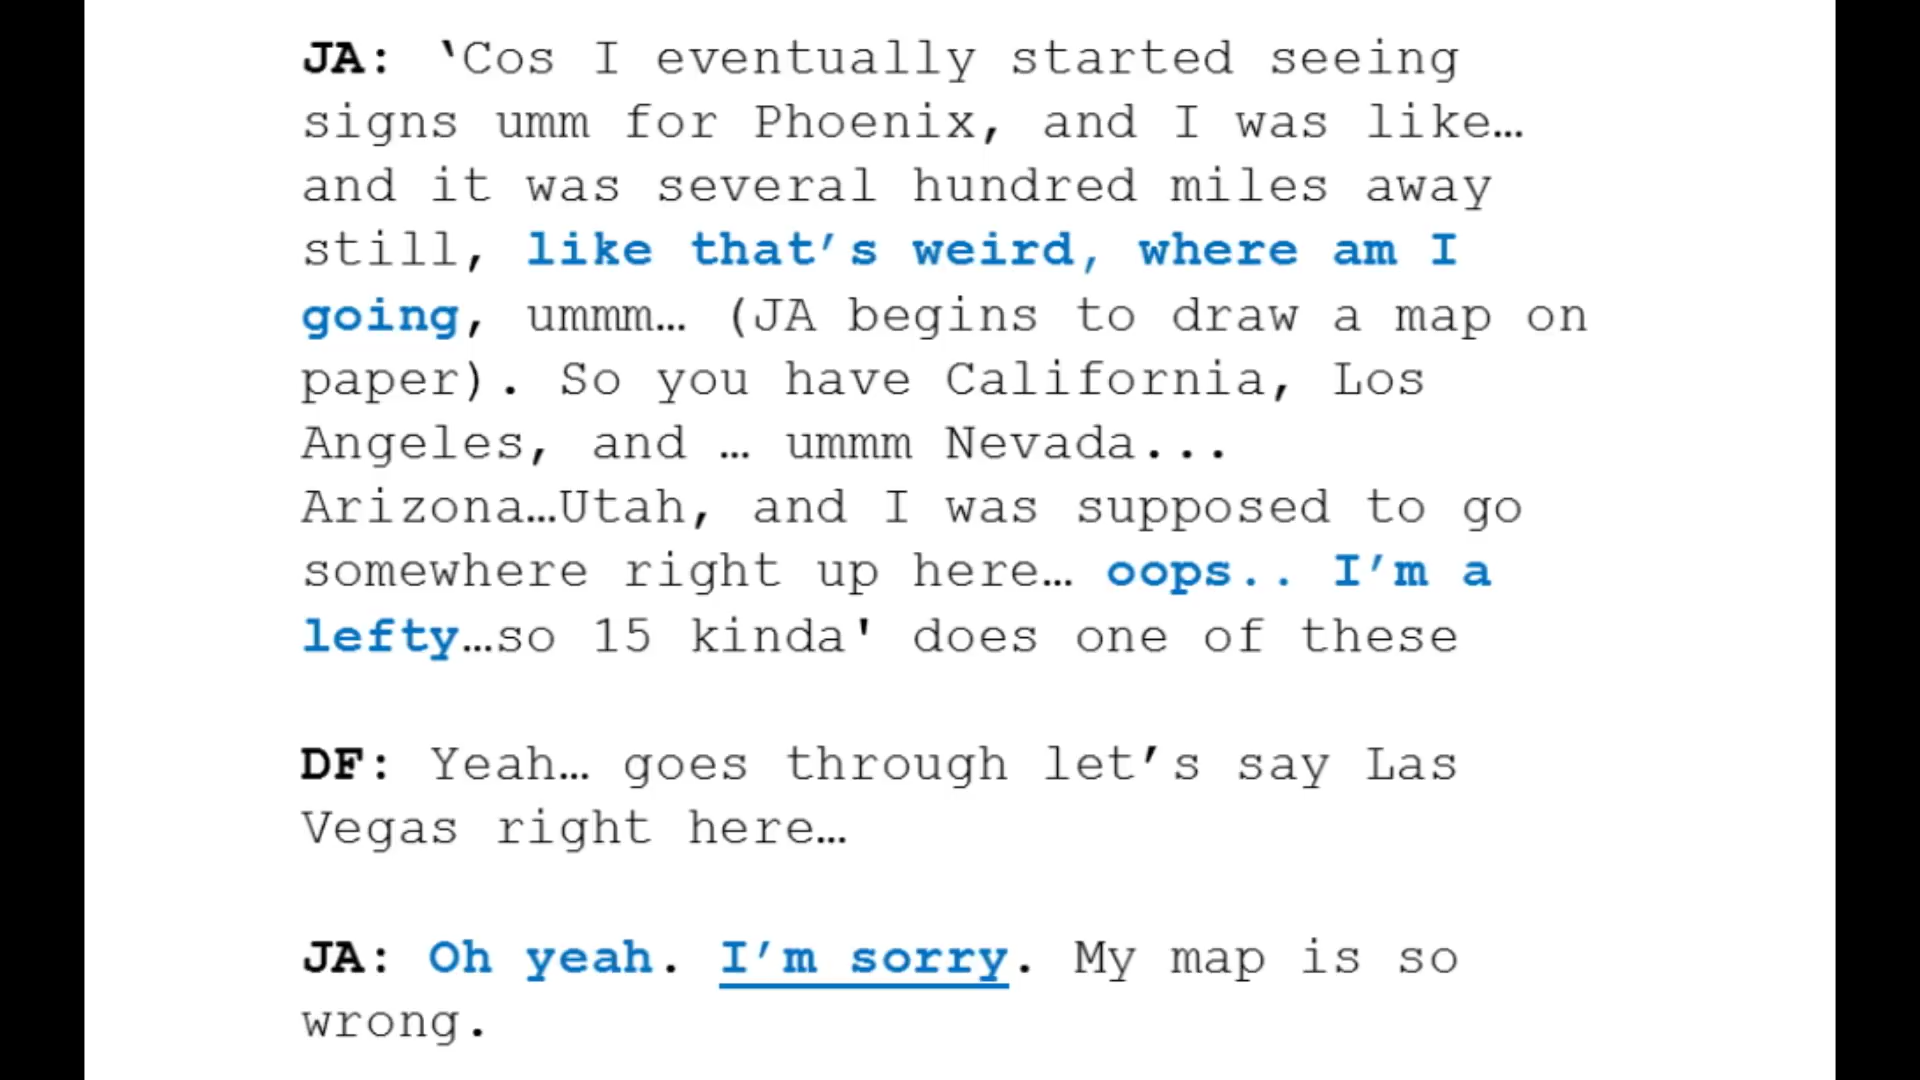 JA: ‘Cos I eventually started seeing
signs umm for Phoenix, and I was like…
and it was several hundred miles away
still, like that’s weird, where am I
going, ummm… (JA begins to draw a map on
paper). So you have California, Los
Angeles, and … ummm Nevada...
Arizona…Utah, and I was supposed to go
somewhere right up here… oops.. I’m a
lefty…so 15 kinda' does one of these
DF: Yeah… goes through let’s say Las
Vegas right here…
JA: Oh yeah. I’m sorry. My map is so
wrong.